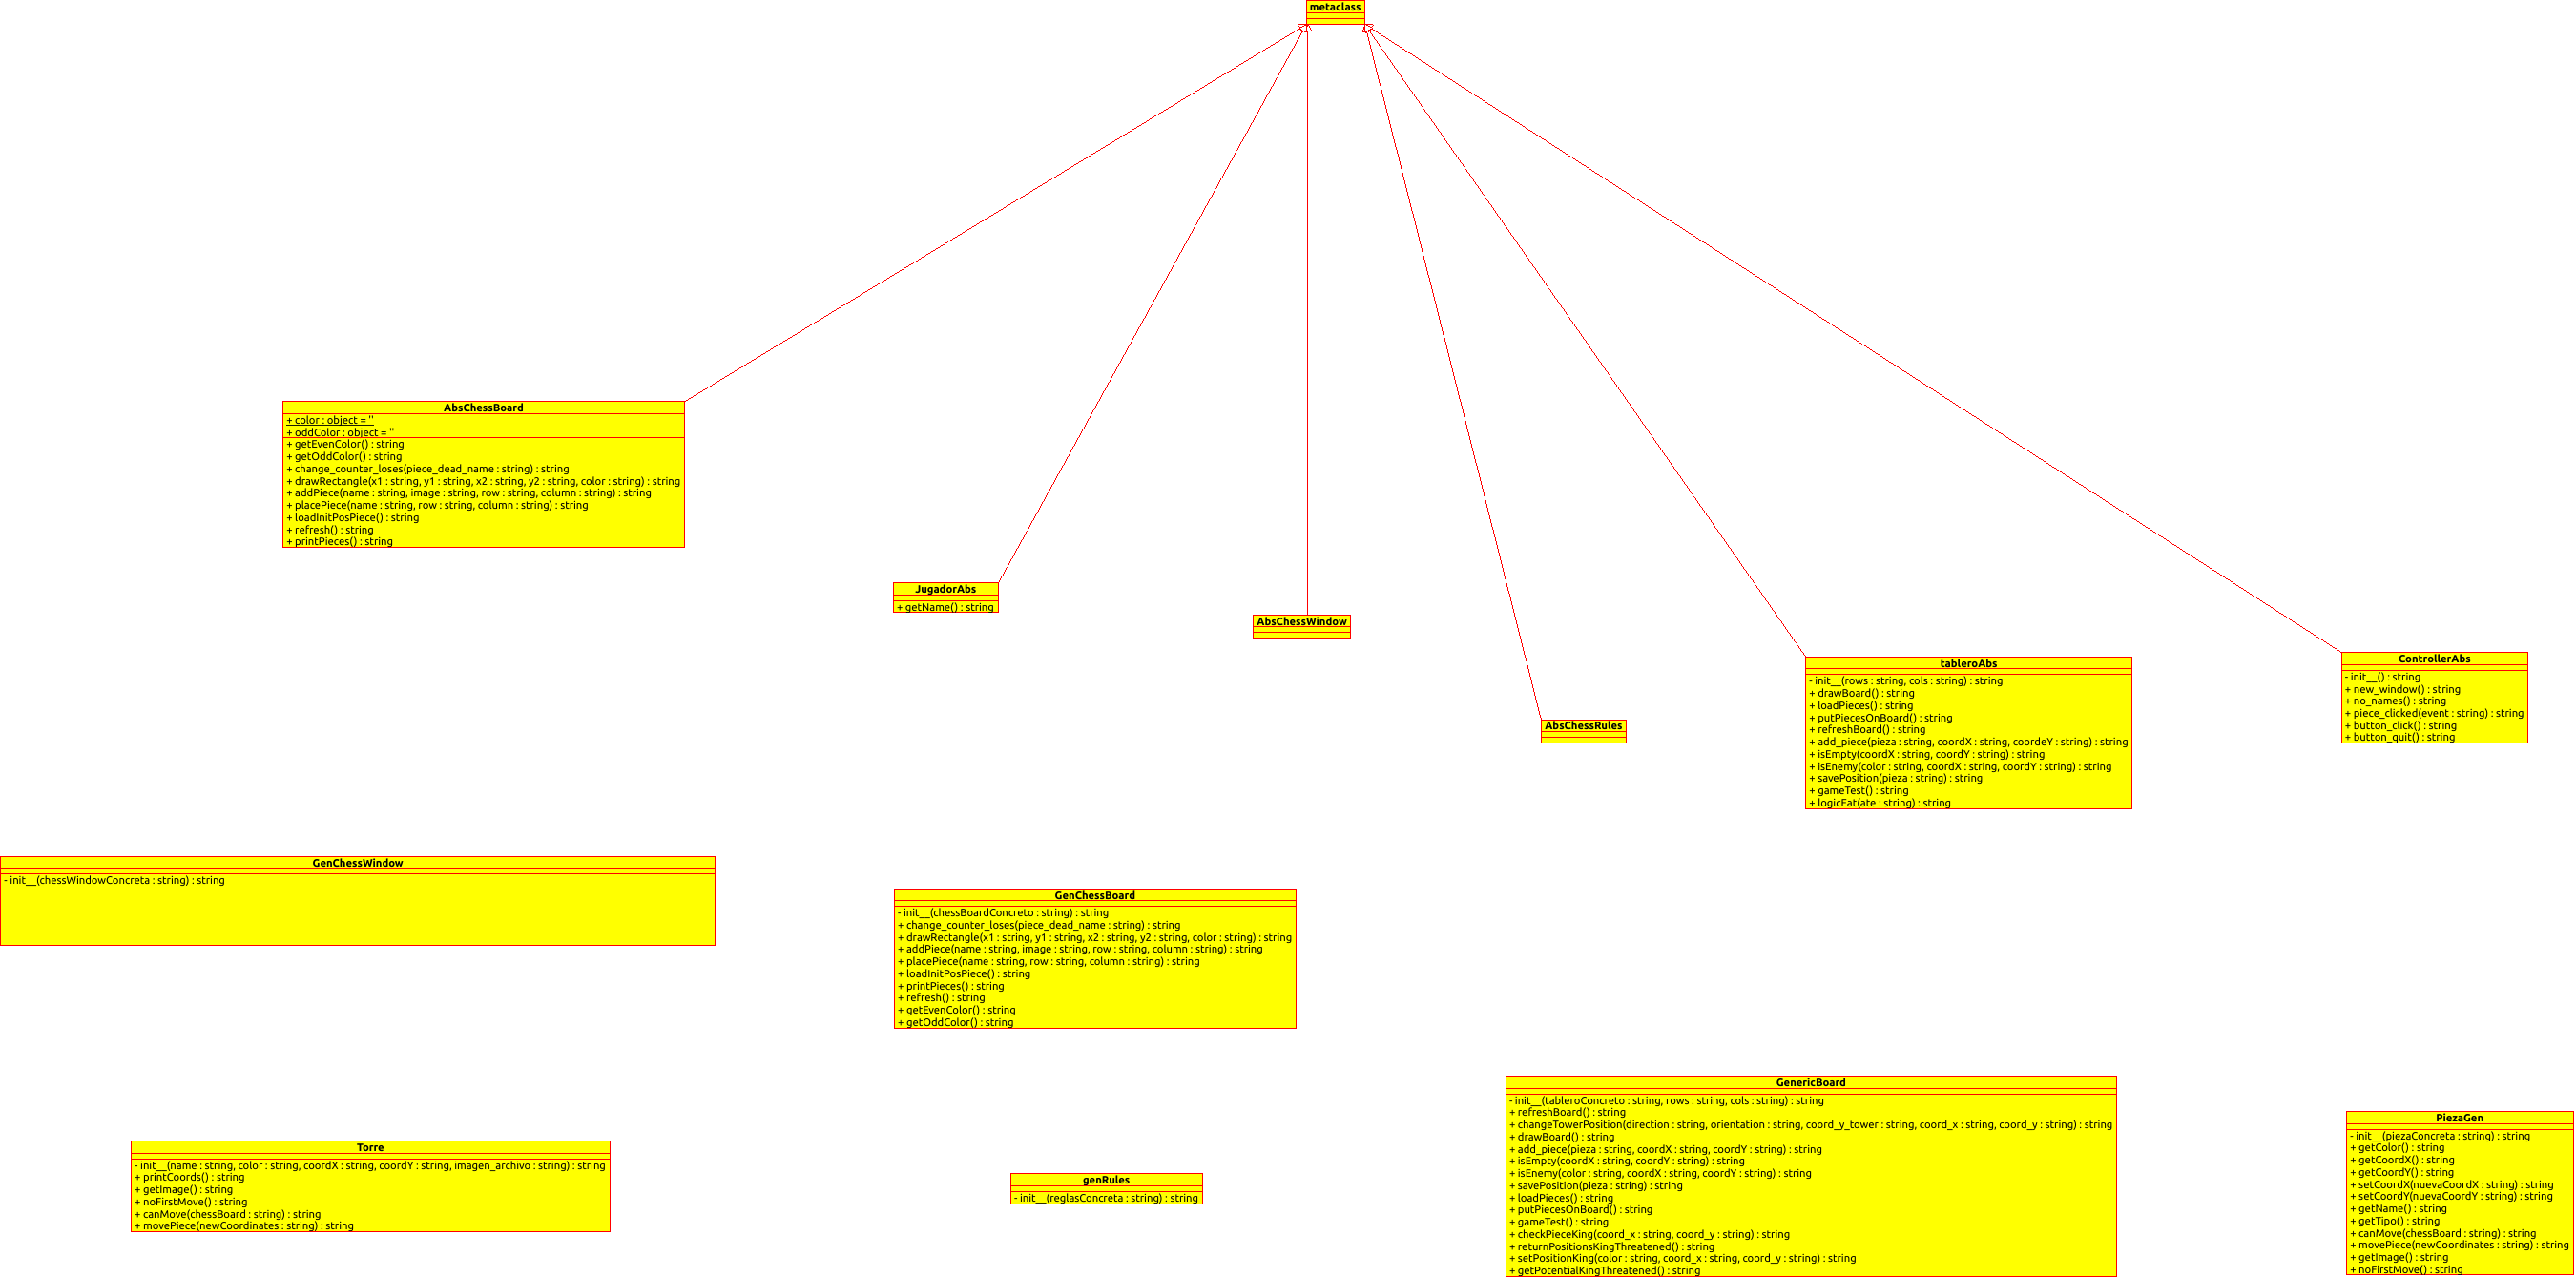 metaclass
AbsChessBoard
+ color : object = ''
+ oddColor : object = ''
+ getEvenColor() : string
+ getOddColor() : string
+ change_counter_loses(piece_dead_name : string) : string
+ drawRectangle(x1 : string, y1 : string, x2 : string, y2 : string, color : string) : string
+ addPiece(name : string, image : string, row : string, column : string) : string
+ placePiece(name : string, row : string, column : string) : string
+ loadInitPosPiece() : string
+ refresh() : string
+ printPieces() : string
JugadorAbs
+ getName() : string
AbsChessWindow
AbsChessRules
tableroAbs
- init__(rows : string, cols : string) : string
+ drawBoard() : string
+ loadPieces() : string
+ putPiecesOnBoard() : string
+ refreshBoard() : string
+ add_piece(pieza : string, coordX : string, coordeY : string) : string
+ isEmpty(coordX : string, coordY : string) : string
+ isEnemy(color : string, coordX : string, coordY : string) : string
+ savePosition(pieza : string) : string
+ gameTest() : string
+ logicEat(ate : string) : string
ControllerAbs
- init__() : string
+ new_window() : string
+ no_names() : string
+ piece_clicked(event : string) : string
+ button_click() : string
+ button_quit() : string
GenChessWindow
- init__(chessWindowConcreta : string) : string
GenChessBoard
- init__(chessBoardConcreto : string) : string
+ change_counter_loses(piece_dead_name : string) : string
+ drawRectangle(x1 : string, y1 : string, x2 : string, y2 : string, color : string) : string
+ addPiece(name : string, image : string, row : string, column : string) : string
+ placePiece(name : string, row : string, column : string) : string
+ loadInitPosPiece() : string
+ printPieces() : string
+ refresh() : string
+ getEvenColor() : string
+ getOddColor() : string
Torre
- init__(name : string, color : string, coordX : string, coordY : string, imagen_archivo : string) : string
+ printCoords() : string
+ getImage() : string
+ noFirstMove() : string
+ canMove(chessBoard : string) : string
+ movePiece(newCoordinates : string) : string
genRules
- init__(reglasConcreta : string) : string
GenericBoard
- init__(tableroConcreto : string, rows : string, cols : string) : string
+ refreshBoard() : string
+ changeTowerPosition(direction : string, orientation : string, coord_y_tower : string, coord_x : string, coord_y : string) : string
+ drawBoard() : string
+ add_piece(pieza : string, coordX : string, coordY : string) : string
+ isEmpty(coordX : string, coordY : string) : string
+ isEnemy(color : string, coordX : string, coordY : string) : string
+ savePosition(pieza : string) : string
+ loadPieces() : string
+ putPiecesOnBoard() : string
+ gameTest() : string
+ checkPieceKing(coord_x : string, coord_y : string) : string
+ returnPositionsKingThreatened() : string
+ setPositionKing(color : string, coord_x : string, coord_y : string) : string
+ getPotentialKingThreatened() : string
PiezaGen
- init__(piezaConcreta : string) : string
+ getColor() : string
+ getCoordX() : string
+ getCoordY() : string
+ setCoordX(nuevaCoordX : string) : string
+ setCoordY(nuevaCoordY : string) : string
+ getName() : string
+ getTipo() : string
+ canMove(chessBoard : string) : string
+ movePiece(newCoordinates : string) : string
+ getImage() : string
+ noFirstMove() : string